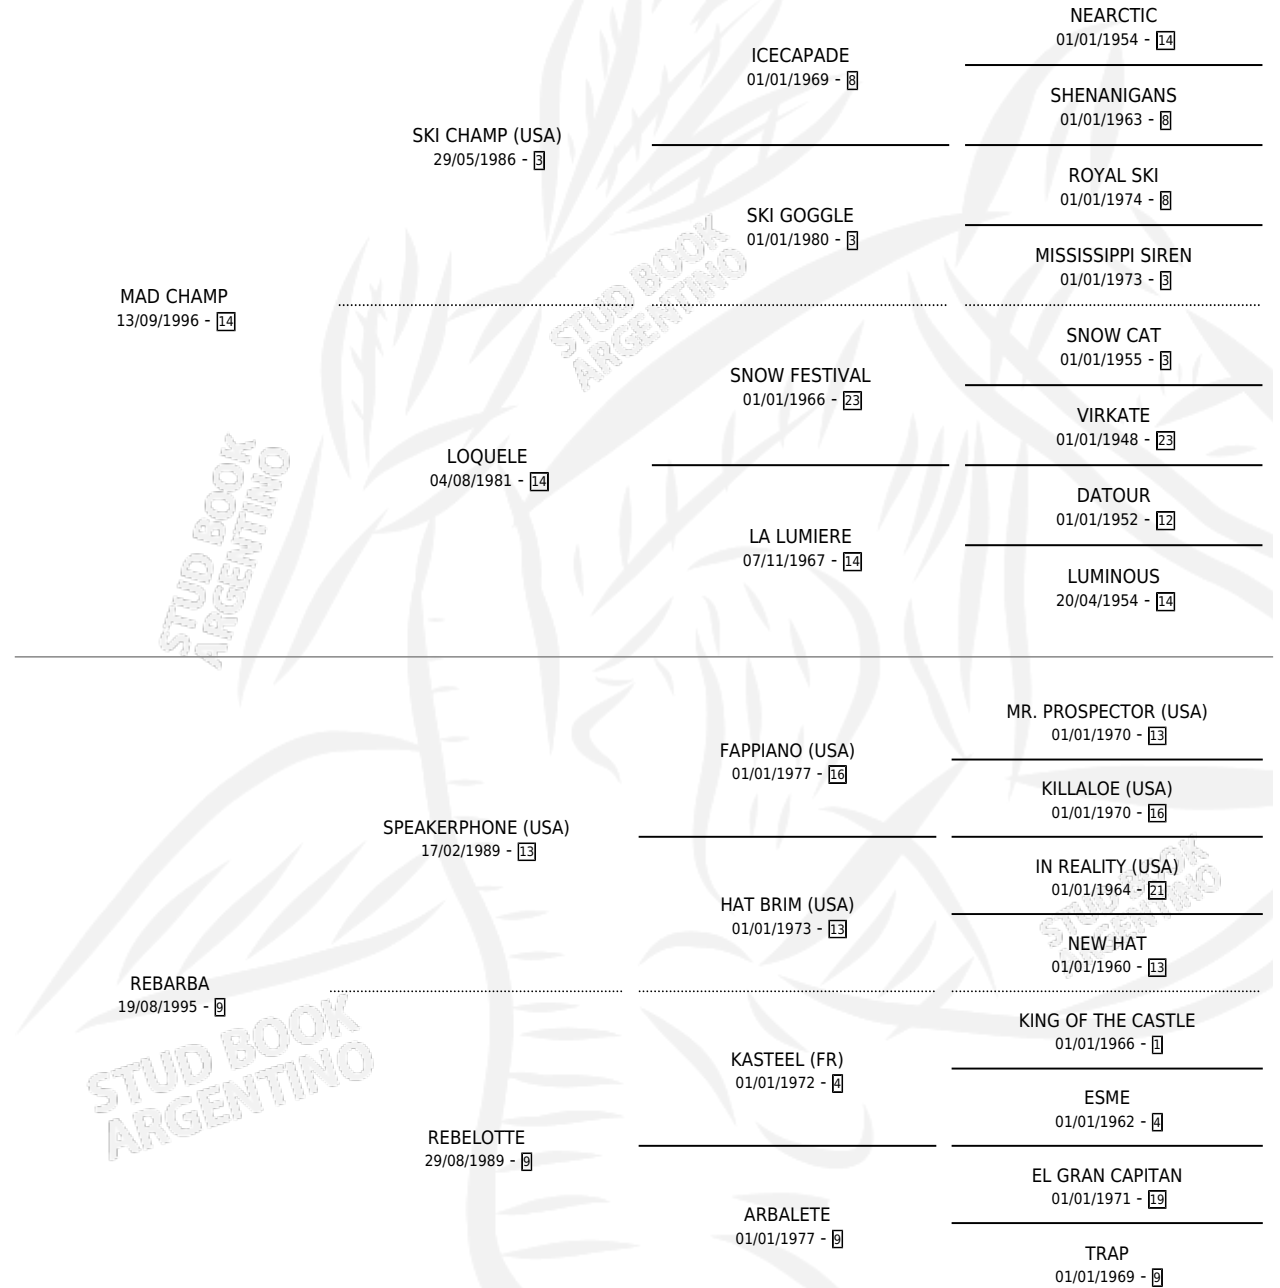 NEARCTIC
01/01/1954 - 14
ICECAPADE
01/01/1969 - 8
SHENANIGANS
01/01/1963 - 8
SKI CHAMP (USA)
29/05/1986 - 3
ROYAL SKI
01/01/1974 - 8
SKI GOGGLE
01/01/1980 - 3
MISSISSIPPI SIREN
01/01/1973 - 3
MAD CHAMP
13/09/1996 - 14
SNOW CAT
01/01/1955 - 3
SNOW FESTIVAL
01/01/1966 - 23
VIRKATE
01/01/1948 - 23
LOQUELE
04/08/1981 - 14
DATOUR
01/01/1952 - 12
LA LUMIERE
07/11/1967 - 14
LUMINOUS
20/04/1954 - 14
STUD BOOK
ARGENTINO
STUD BOOK
ARGENTINO
MR. PROSPECTOR (USA)
01/01/1970 - 13
FAPPIANO (USA)
01/01/1977 - 16
KILLALOE (USA)
01/01/1970 - 16
SPEAKERPHONE (USA)
17/02/1989 - 13
IN REALITY (USA)
01/01/1964 - 21
HAT BRIM (USA)
01/01/1973 - 13
NEW HAT
01/01/1960 - 13
REBARBA
19/08/1995 - 9
KING OF THE CASTLE
01/01/1966 - 1
KASTEEL (FR)
01/01/1972 - 4
ESME
01/01/1962 - 4
REBELOTTE
29/08/1989 - 9
EL GRAN CAPITAN
01/01/1971 - 19
ARBALETE
01/01/1977 - 9
TRAP
01/01/1969 - 9
STUD BOOK
ARGENTINO
STUD BOOK
ARGENTINO